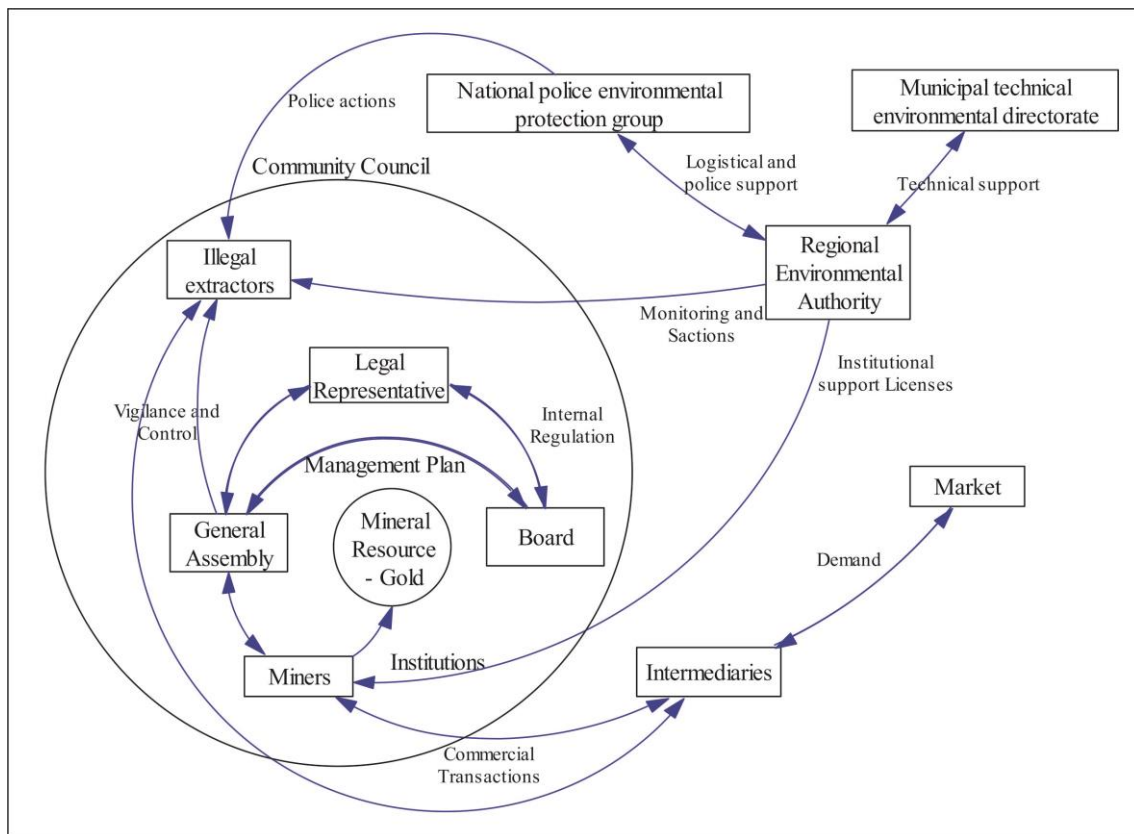 National police environmental
protection group
Municipal technical
environmental directorate
Police actions
Logistical and
police support
Technical support
Community Council
Illegal
extractors
Regional
Environmental
Authority
Monitoring and
Sactions
Institutional
support Licenses
Legal
Representative
Vigilance and
Control
Internal
Regulation
Management Plan
Market
General
Assembly
Mineral
Resource
- Gold
Board
Demand
Miners
Institutions
Intermediaries
Commercial
Transactions